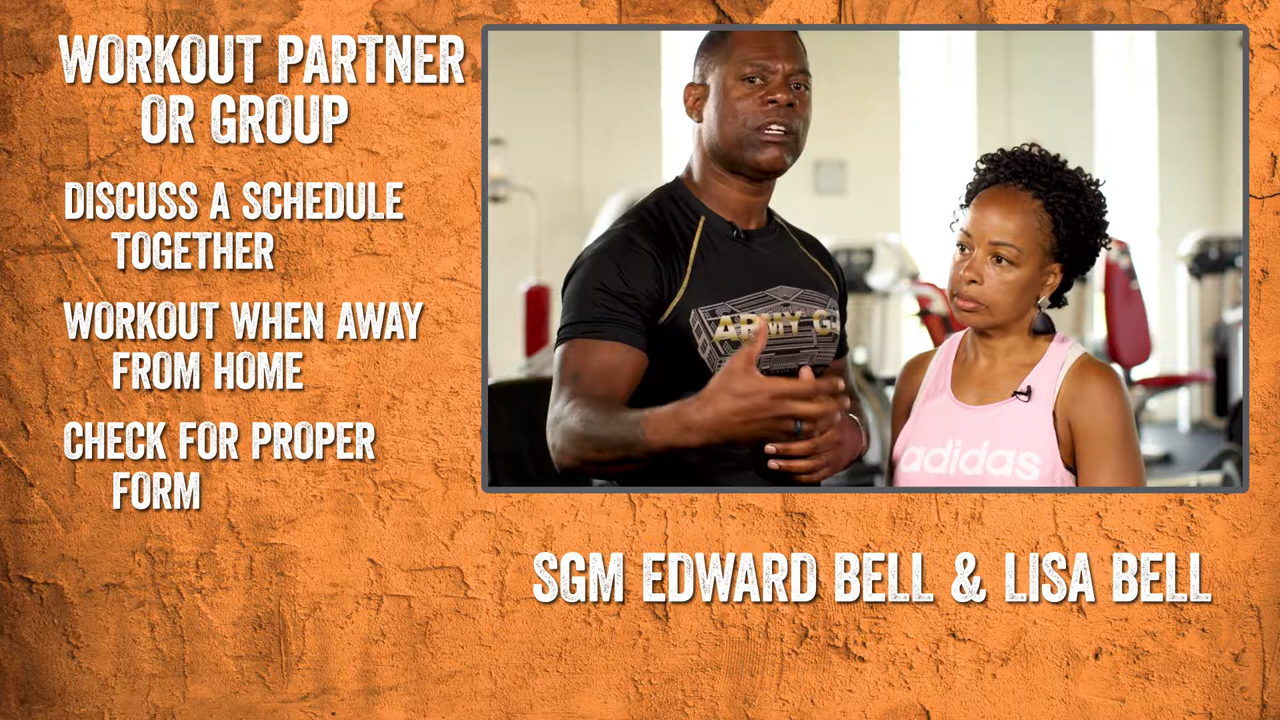 WORKOUT PARTNER
OR GROUP
DISCUSS A SCHEDULE
TOGETHER
WORKOUT WHEN AWAY
FROM HOME
CHECK FOR PROPER
FORM
ARMY
adidas
SGM EDWARD BELL & LISA BELL